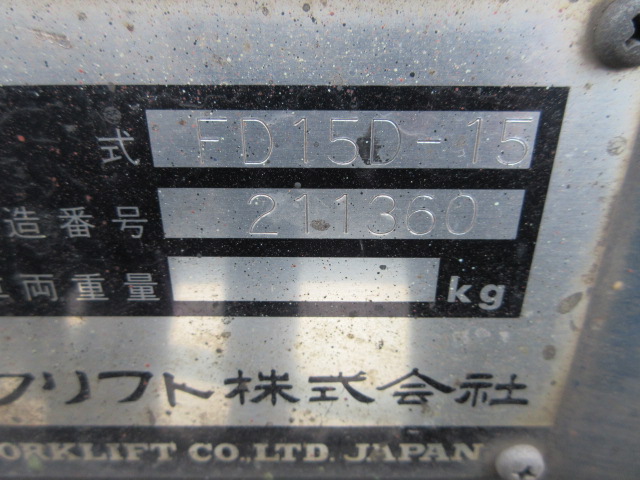 式 FD15D-15
造番号 211360
車両重量 kg
フリフト株式会社
ORKLIFT CO.,LTD. JAPAN